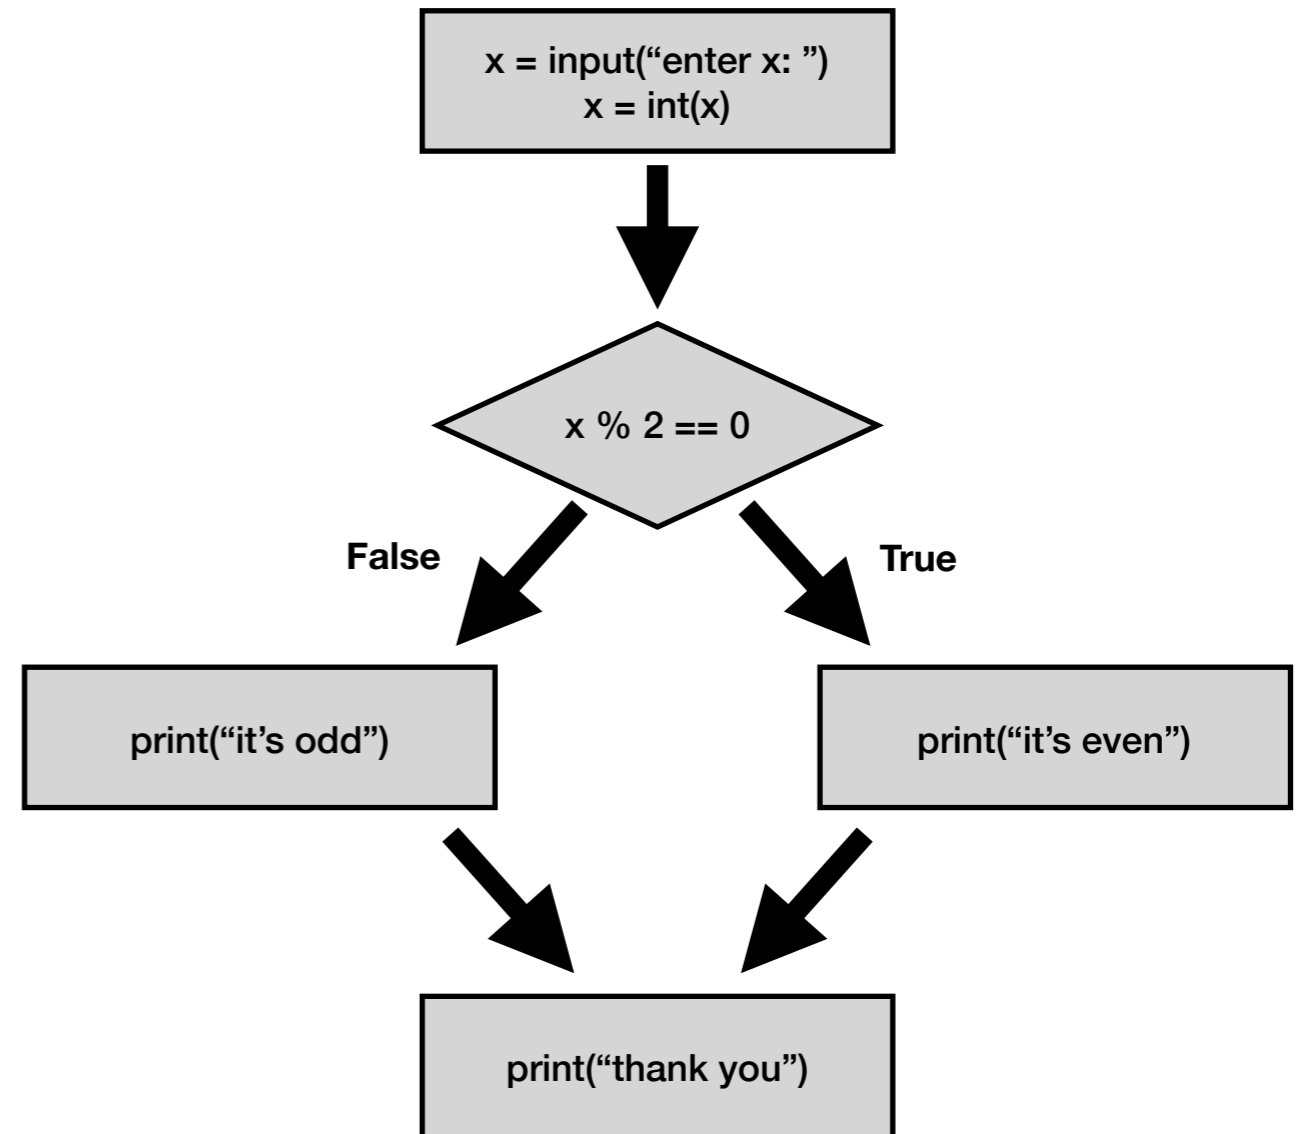 x = input(“enter x: ”)
x = int(x)
x % 2 == 0
False
True
print(“it’s odd”)
print(“it’s even”)
print(“thank you”)